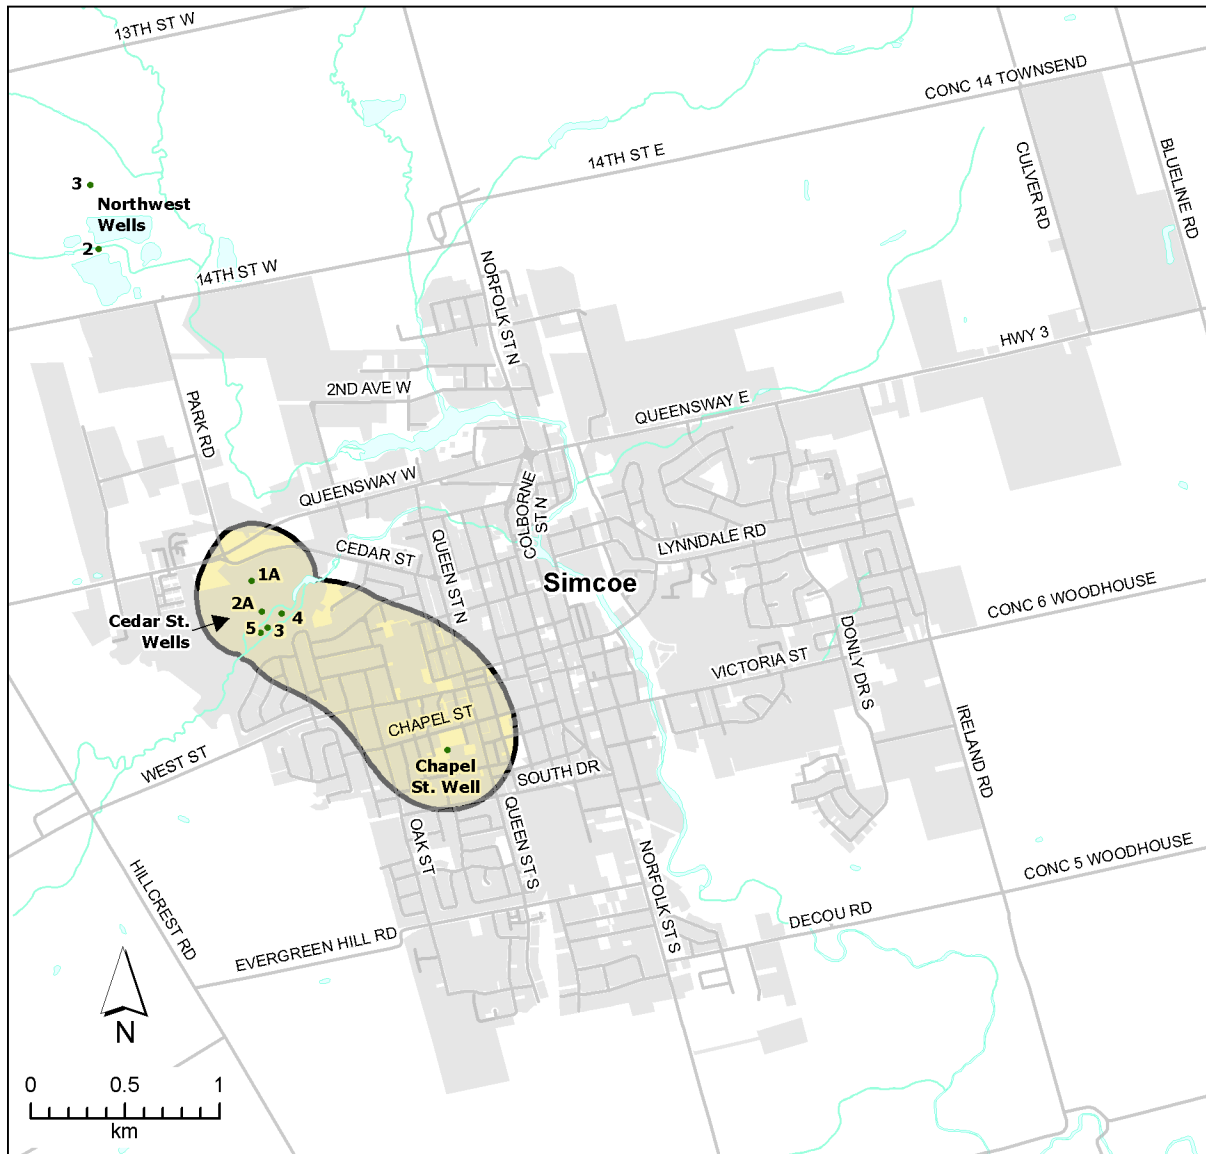 13TH ST W
CONC 14 TOWNSEND
14TH ST E
CULVER RD
BLUELINE RD
3
Northwest
Wells
2
14TH ST W
NORFOLK ST N
HWY 3
2ND AVE W
PARK RD
QUEENSWAY E
QUEENSWAY W
COLBORNE
ST N
CEDAR ST
QUEEN ST N
LYNNDALE RD
Simcoe
1A
2A
4
Cedar St.
Wells
5
3
CONC 6 WOODHOUSE
DONLY DR S
VICTORIA ST
CHAPEL ST
WEST ST
IRELAND RD
Chapel
St. Well
SOUTH DR
OAK ST
QUEEN ST S
NORFOLK ST S
CONC 5 WOODHOUSE
HILLCREST RD
DECOU RD
EVERGREEN HILL RD
N
0 0.5 1
km